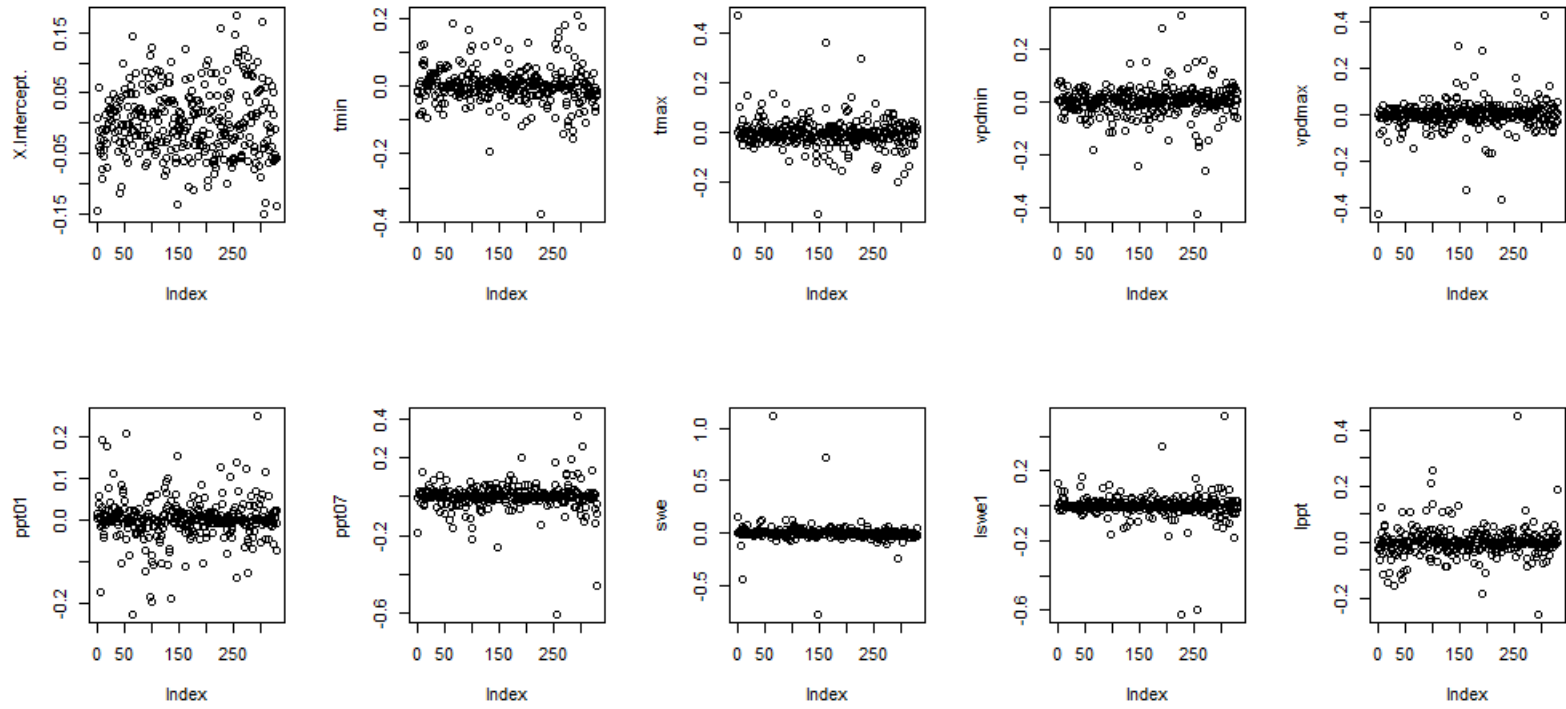 X.Intercept.
0.15
0.05
-0.05
-0.15
0 50 150 250
Index
tmin
0.2
0.0
-0.2
-0.4
0 50 150 250
Index
tmax
0.4
0.2
0.0
-0.2
0 50 150 250
Index
vpdmin
0.2
0.0
-0.2
-0.4
0 50 150 250
Index
vpdmax
0.4
0.2
0.0
-0.2
-0.4
0 50 150 250
Index
ppt01
0.2
0.1
0.0
-0.2
0 50 150 250
Index
ppt07
0.4
0.2
-0.2
-0.6
0 50 150 250
Index
swe
1.0
0.5
0.0
-0.5
0 50 150 250
Index
lswe1
0.2
-0.2
-0.6
0 50 150 250
Index
lppt
0.4
0.2
0.0
-0.2
0 50 150 250
Index